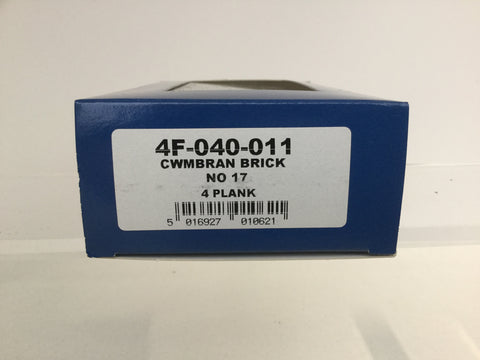 4F-040-011
CWMBRAN BRICK
NO 17
4 PLANK
5 016927 010621